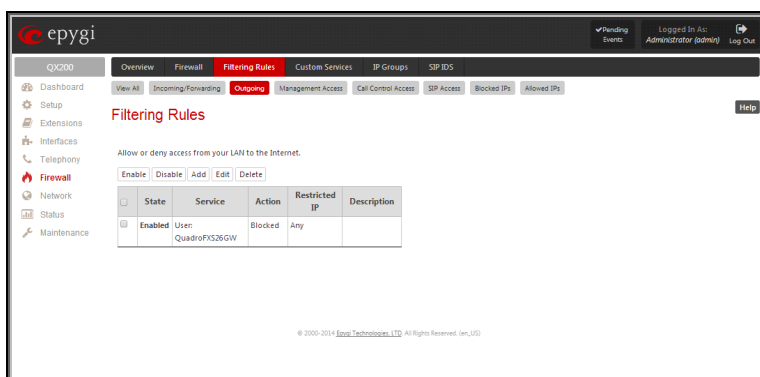 epygi
Pending Events
Logged In As:
Administrator (admin)
Log Out
QX200
Dashboard
Setup
Extensions
Interfaces
Telephony
Firewall
Network
Status
Maintenance
Overview Firewall Filtering Rules Custom Services IP Groups SIP IDS
View All Incoming/Forwarding Outgoing Management Access Call Control Access SIP Access Blocked IPs Allowed IPs
Filtering Rules
Help
Allow or deny access from your LAN to the Internet.
Enable Disable Add Edit Delete
State Service Action Restricted IP Description
Enabled User: QuadroFXS26GW Blocked Any
© 2000-2014 Epygi Technologies, LTD. All Rights Reserved. (en_US)